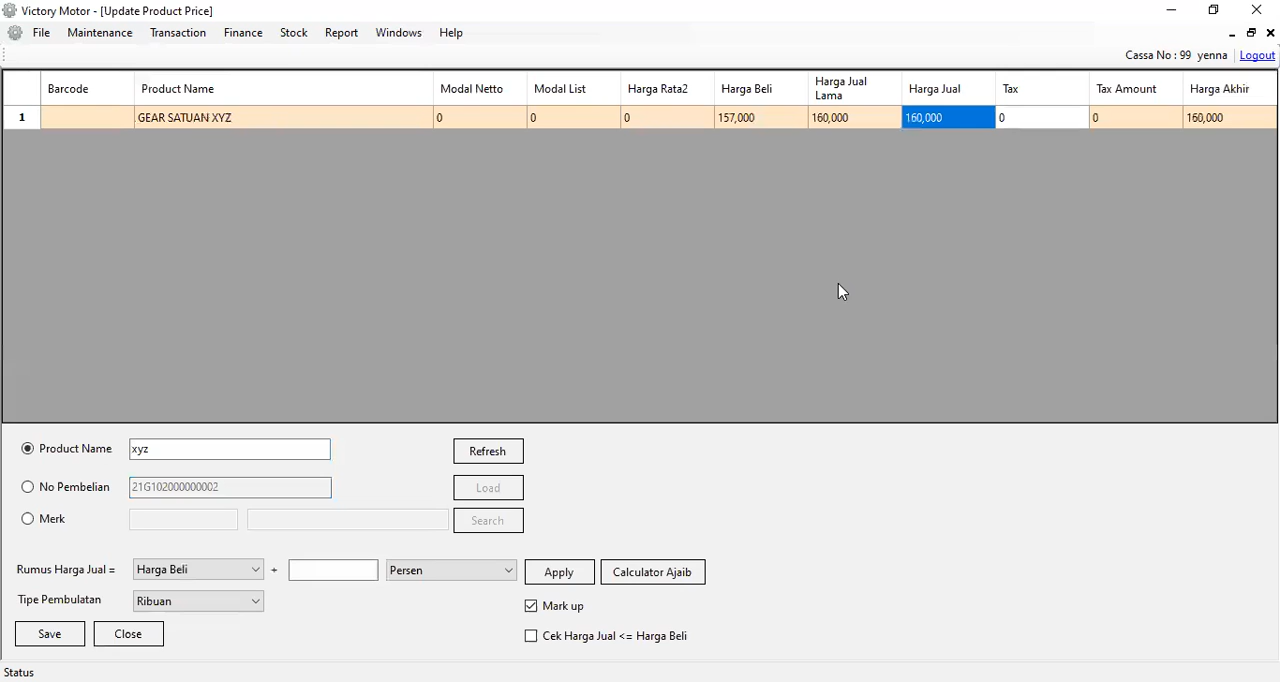 Victory Motor - [Update Product Price]
File Maintenance Transaction Finance Stock Report Windows Help
Cassa No : 99 yenna Logout
Barcode Product Name Modal Netto Modal List Harga Rata2 Harga Beli Harga Jual Lama Harga Jual Tax Tax Amount Harga Akhir
1 GEAR SATUAN XYZ 0 0 0 157,000 160,000 160,000 0 0 160,000
Product Name xyz Refresh
No Pembelian 21G102000000002 Load
Merk Search
Rumus Harga Jual = Harga Beli + Persen Apply Calculator Ajaib
Tipe Pembulatan Ribuan Mark up
Save Close Cek Harga Jual <= Harga Beli
Status